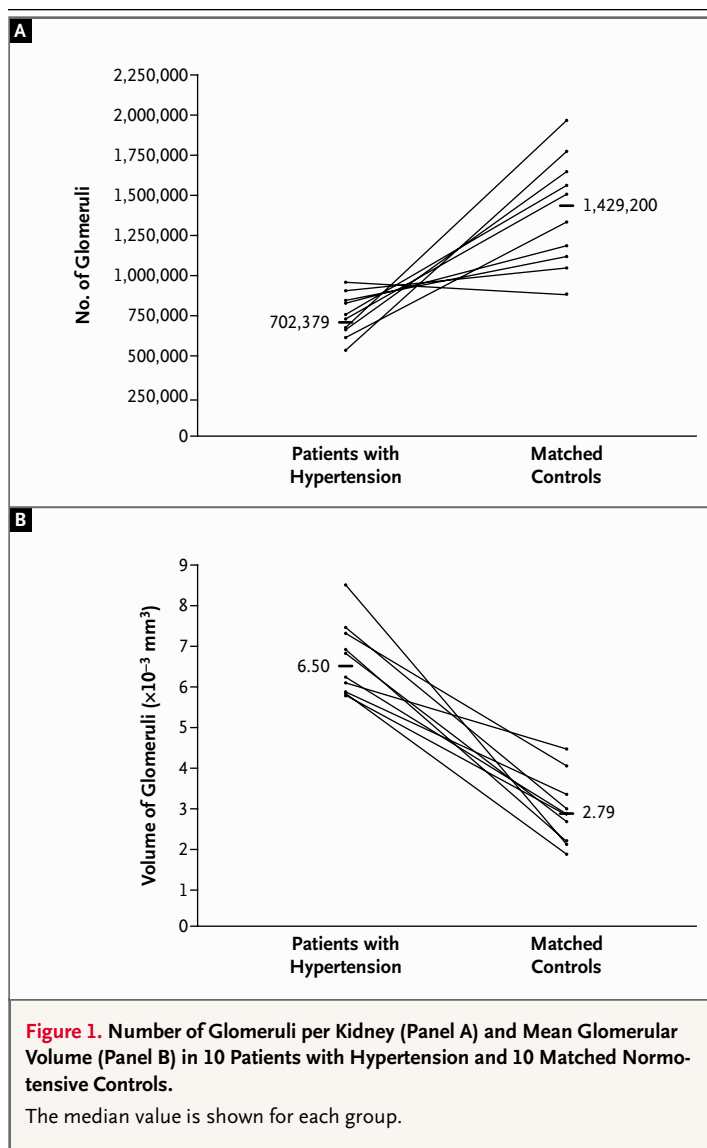 A
2,250,000
2,000,000
1,750,000
1,500,000
1,250,000
1,000,000
750,000
500,000
250,000
0
No. of Glomeruli
702,379
1,429,200
Patients with
Hypertension
Matched
Controls
B
9
8
7
6
5
4
3
2
1
0
Volume of Glomeruli (×10⁻³ mm³)
6.50
2.79
Patients with
Hypertension
Matched
Controls
Figure 1. Number of Glomeruli per Kidney (Panel A) and Mean Glomerular
Volume (Panel B) in 10 Patients with Hypertension and 10 Matched Normo-
tensive Controls.
The median value is shown for each group.